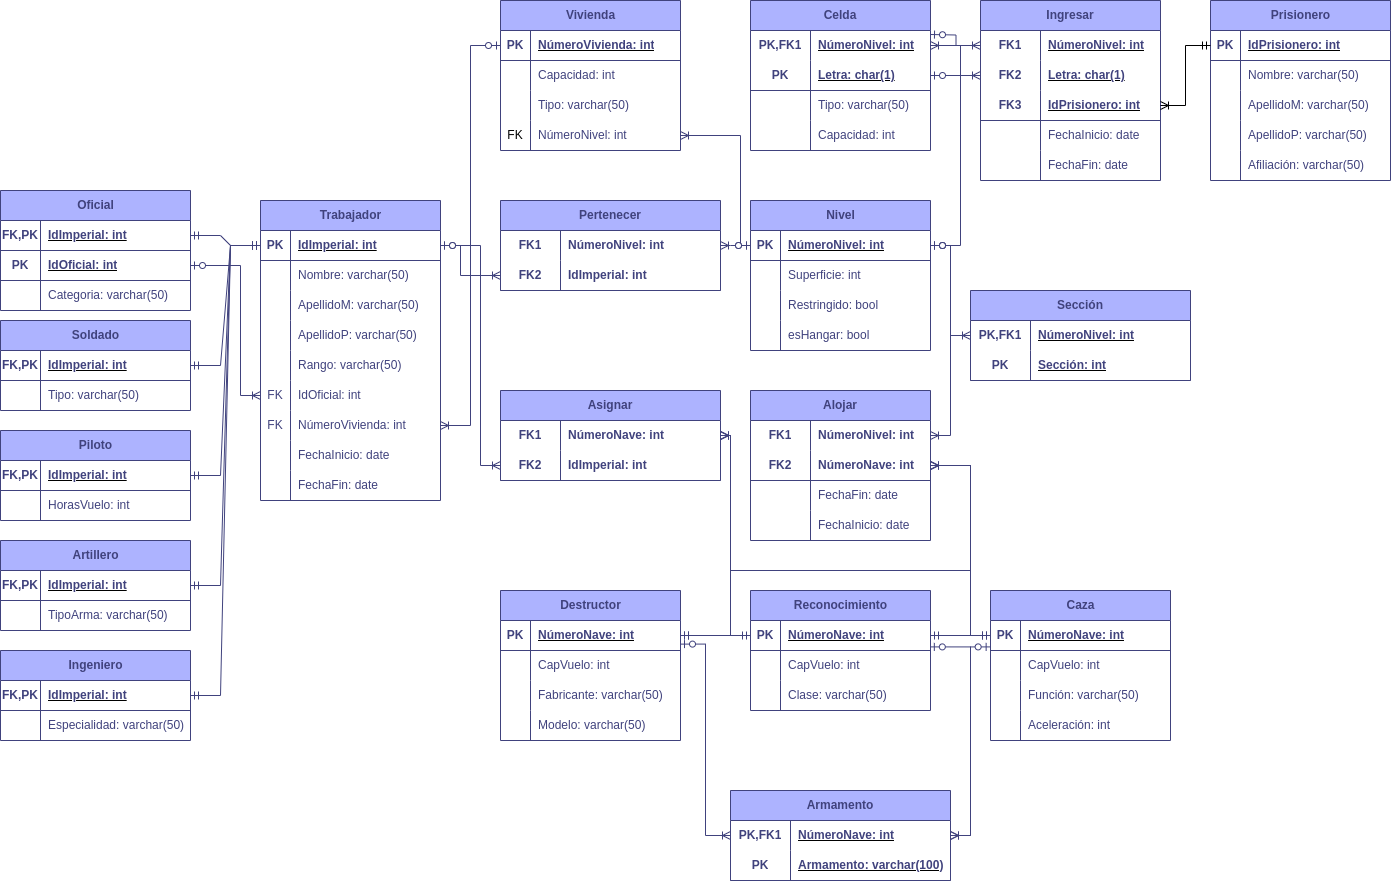 Vivienda
PK NúmeroVivienda: int
Capacidad: int
Tipo: varchar(50)
FK NúmeroNivel: int
Celda
PK,FK1 NúmeroNivel: int
PK Letra: char(1)
Tipo: varchar(50)
Capacidad: int
Ingresar
FK1 NúmeroNivel: int
FK2 Letra: char(1)
FK3 IdPrisionero: int
FechaInicio: date
FechaFin: date
Prisionero
PK IdPrisionero: int
Nombre: varchar(50)
ApellidoM: varchar(50)
ApellidoP: varchar(50)
Afiliación: varchar(50)
Oficial
FK,PK IdImperial: int
PK IdOficial: int
Categoria: varchar(50)
Soldado
FK,PK IdImperial: int
Tipo: varchar(50)
Piloto
FK,PK IdImperial: int
HorasVuelo: int
Artillero
FK,PK IdImperial: int
TipoArma: varchar(50)
Ingeniero
FK,PK IdImperial: int
Especialidad: varchar(50)
Trabajador
PK IdImperial: int
Nombre: varchar(50)
ApellidoM: varchar(50)
ApellidoP: varchar(50)
Rango: varchar(50)
FK IdOficial: int
FK NúmeroVivienda: int
FechaInicio: date
FechaFin: date
Pertenecer
FK1 NúmeroNivel: int
FK2 IdImperial: int
Nivel
PK NúmeroNivel: int
Superficie: int
Restringido: bool
esHangar: bool
Sección
PK,FK1 NúmeroNivel: int
PK Sección: int
Asignar
FK1 NúmeroNave: int
FK2 IdImperial: int
Alojar
FK1 NúmeroNivel: int
FK2 NúmeroNave: int
FechaFin: date
FechaInicio: date
Destructor
PK NúmeroNave: int
CapVuelo: int
Fabricante: varchar(50)
Modelo: varchar(50)
Reconocimiento
PK NúmeroNave: int
CapVuelo: int
Clase: varchar(50)
Caza
PK NúmeroNave: int
CapVuelo: int
Función: varchar(50)
Aceleración: int
Armamento
PK,FK1 NúmeroNave: int
PK Armamento: varchar(100)